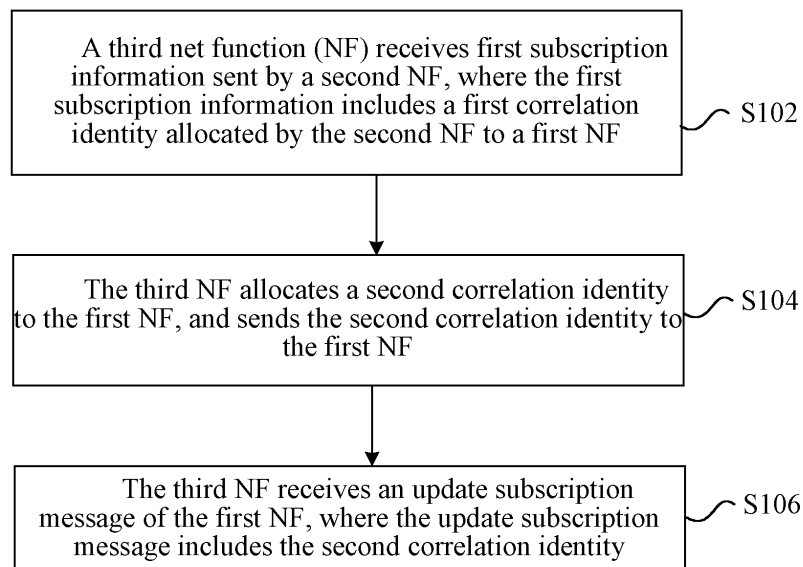 A third net function (NF) receives first subscription
information sent by a second NF, where the first
subscription information includes a first correlation
identity allocated by the second NF to a first NF
S102
The third NF allocates a second correlation identity
to the first NF, and sends the second correlation identity to
the first NF
S104
The third NF receives an update subscription
message of the first NF, where the update subscription
message includes the second correlation identity
S106